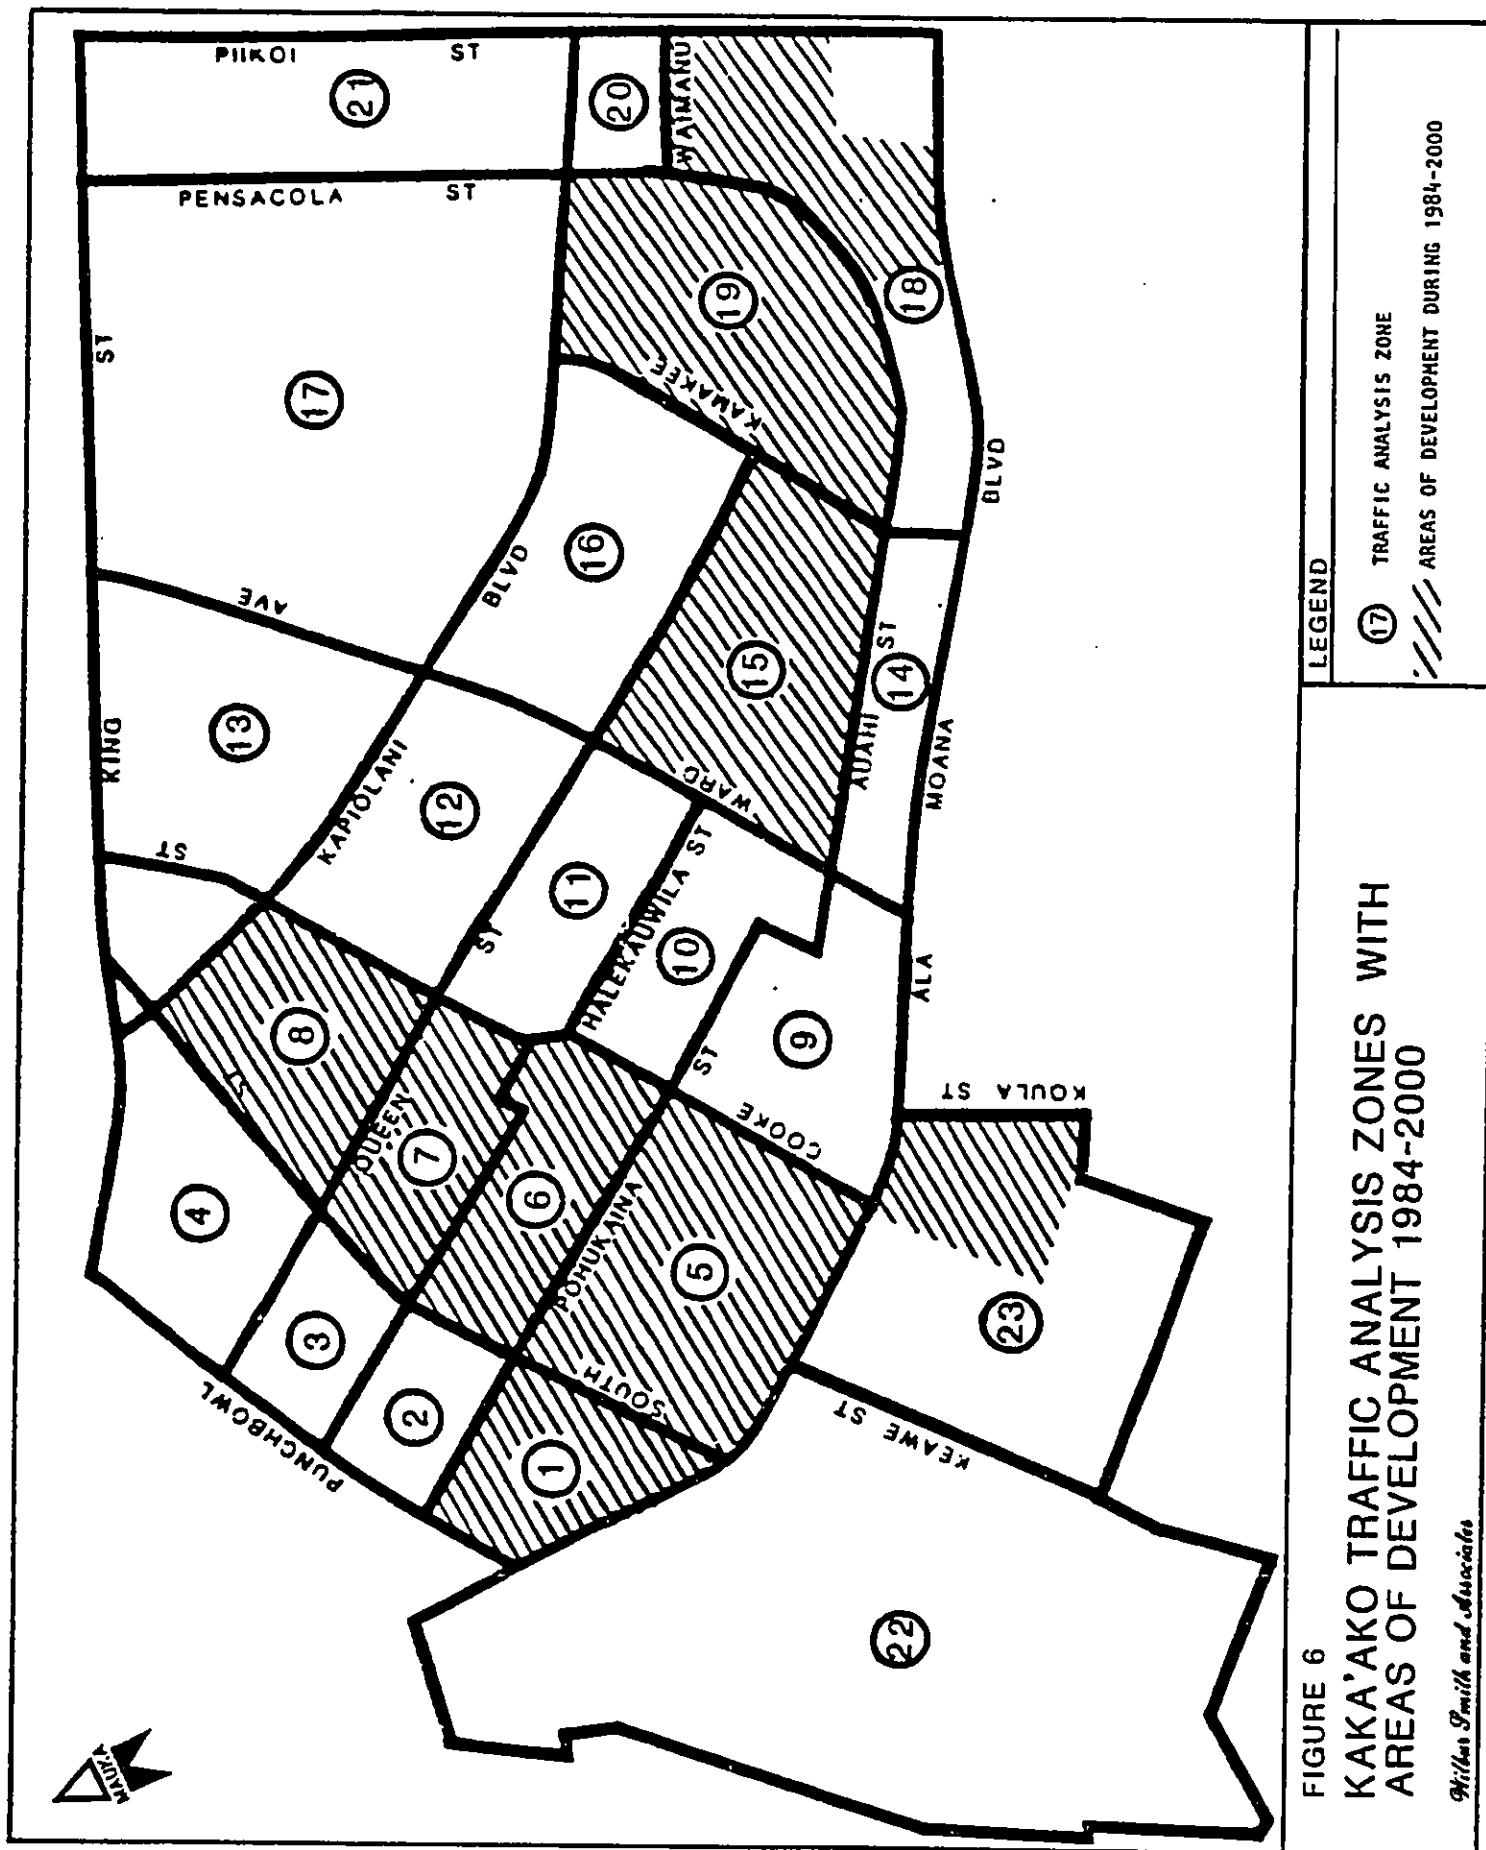 PIIKOI ST
21
20
WAIMANU
PENSACOLA ST
ST
17
19
18
KAMAKEE
BLVD
16
BLVD
AVE
KING
13
15
ST
14
AUAHI
MOANA
WARD
KAPIOLANI
12
ST
11
HALEKAUWILA ST
10
ST
ALA
8
ST
9
ST
QUEEN
7
COOKE
KOULA ST
4
6
POHUKAINA
5
3
23
SOUTH
2
PUNCHBOWL
1
KEAWE ST
22
MAUKA
LEGEND
17 TRAFFIC ANALYSIS ZONE
AREAS OF DEVELOPMENT DURING 1984-2000
FIGURE 6
KAKA'AKO TRAFFIC ANALYSIS ZONES WITH
AREAS OF DEVELOPMENT 1984-2000
Wilbur Smith and Associates